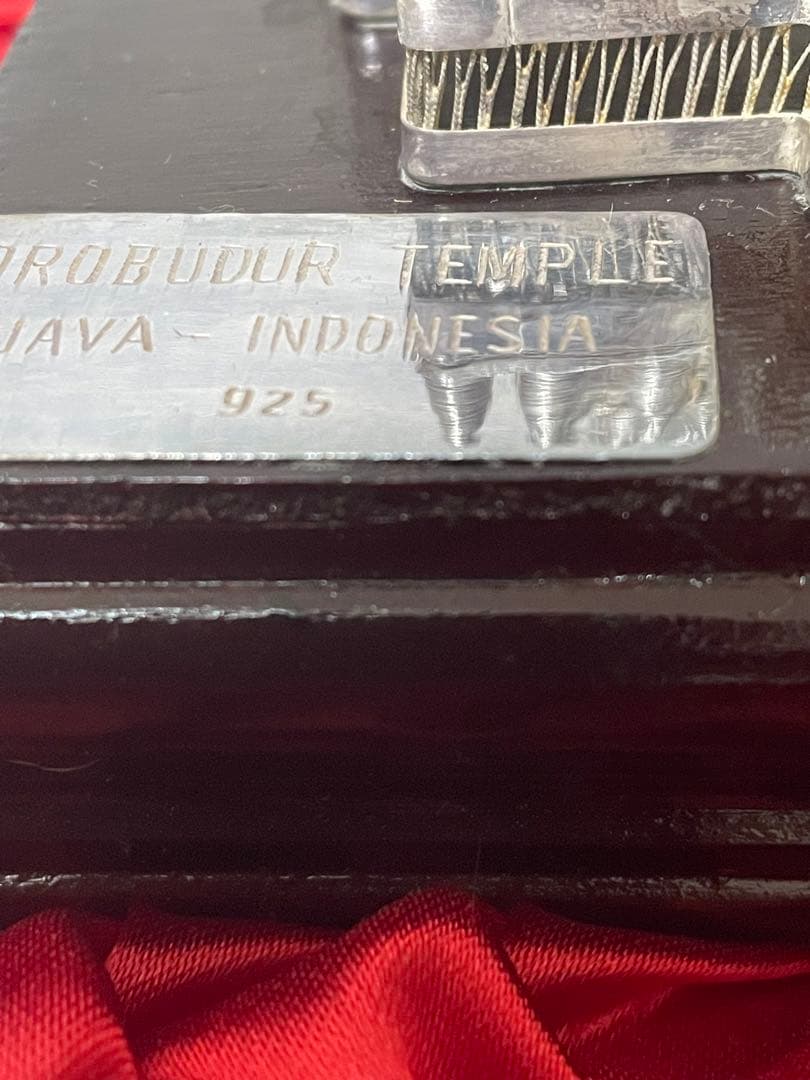 OROBUDUR TEMPLE
JAVA - INDONESIA
925